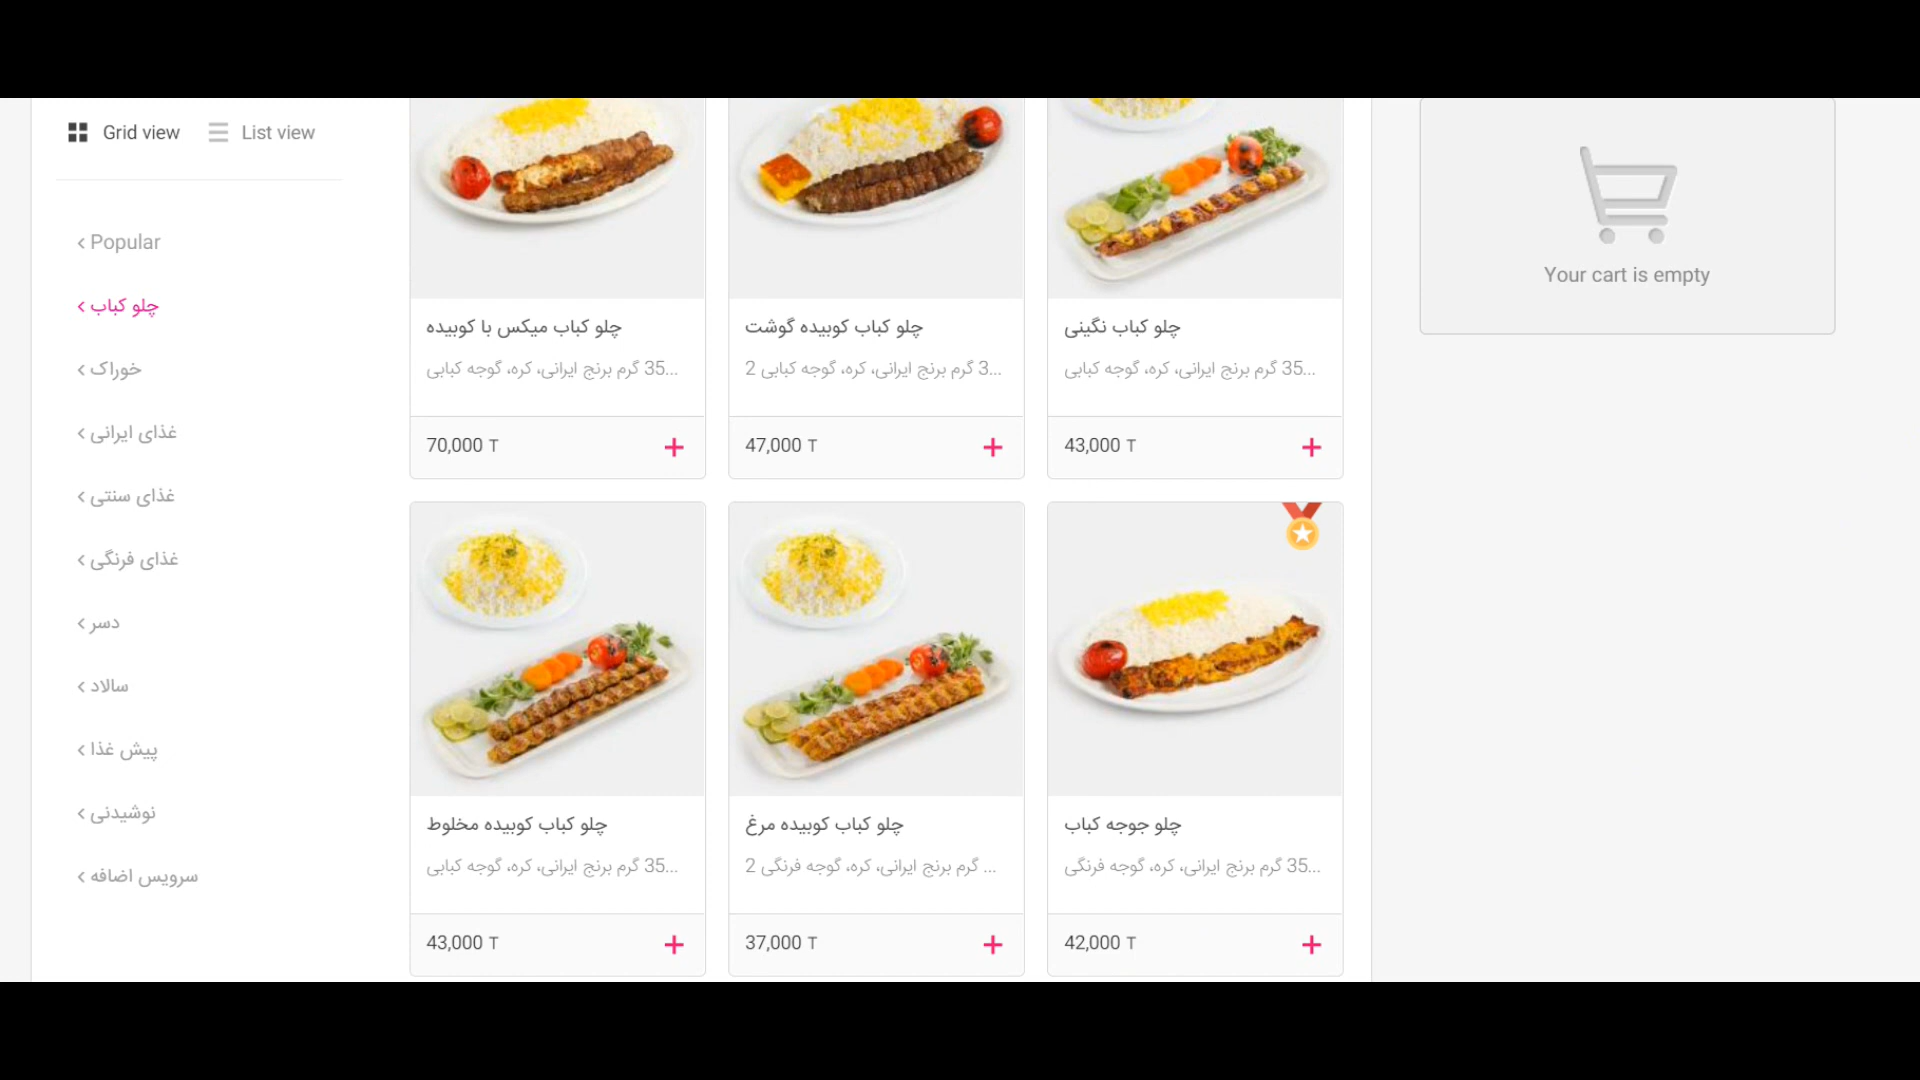 Grid view
List view
Popular
چلو کباب
خوراک
غذای ایرانی
غذای سنتی
غذای فرنگی
دسر
سالاد
پیش غذا
نوشیدنی
سرویس اضافه
چلو کباب میکس با کوبیده
35... گرم برنج ایرانی، کره، گوجه کبابی
70,000 T
چلو کباب کوبیده گوشت
3... گرم برنج ایرانی، کره، گوجه کبابی 2
47,000 T
چلو کباب نگینی
35... گرم برنج ایرانی، کره، گوجه کبابی
43,000 T
چلو کباب کوبیده مخلوط
35... گرم برنج ایرانی، کره، گوجه کبابی
43,000 T
چلو کباب کوبیده مرغ
... گرم برنج ایرانی، کره، گوجه فرنگی 2
37,000 T
چلو جوجه کباب
35... گرم برنج ایرانی، کره، گوجه فرنگی
42,000 T
Your cart is empty